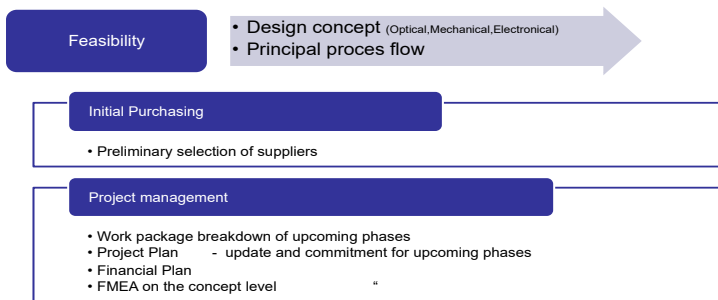 Feasibility
• Design concept (Optical,Mechanical,Electronical)
• Principal proces flow
Initial Purchasing
• Preliminary selection of suppliers
Project management
• Work package breakdown of upcoming phases
• Project Plan - update and commitment for upcoming phases
• Financial Plan
• FMEA on the concept level “